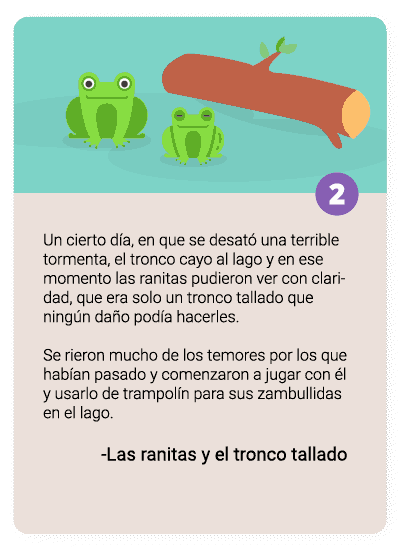 2
Un cierto día, en que se desató una terrible
tormenta, el tronco cayo al lago y en ese
momento las ranitas pudieron ver con clari-
dad, que era solo un tronco tallado que
ningún daño podía hacerles.
Se rieron mucho de los temores por los que
habían pasado y comenzaron a jugar con él
y usarlo de trampolín para sus zambullidas
en el lago.
-Las ranitas y el tronco tallado